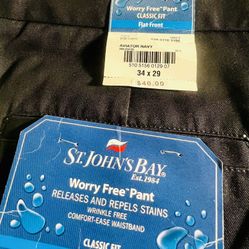 Worry Free Pant
CLASSIC FIT
Flat Front
AVIATOR NAVY
34 x 29
$40.00
ST. JOHN'S BAY®
Est. 1984
Worry Free Pant
RELEASES AND REPELS STAINS
WRINKLE FREE
COMFORT-EASE WAISTBAND
CLASSIC FIT